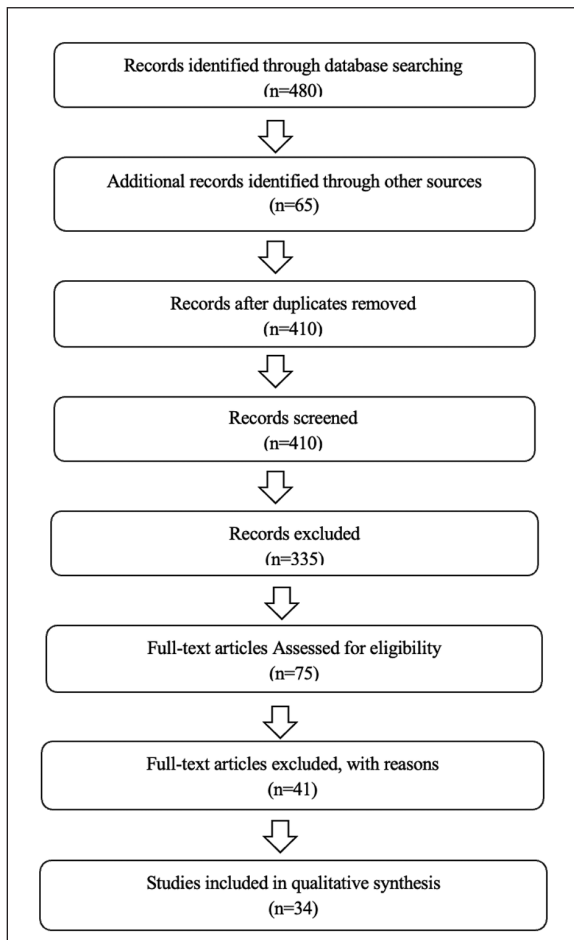 Records identified through database searching
(n=480)
Additional records identified through other sources
(n=65)
Records after duplicates removed
(n=410)
Records screened
(n=410)
Records excluded
(n=335)
Full-text articles Assessed for eligibility
(n=75)
Full-text articles excluded, with reasons
(n=41)
Studies included in qualitative synthesis
(n=34)